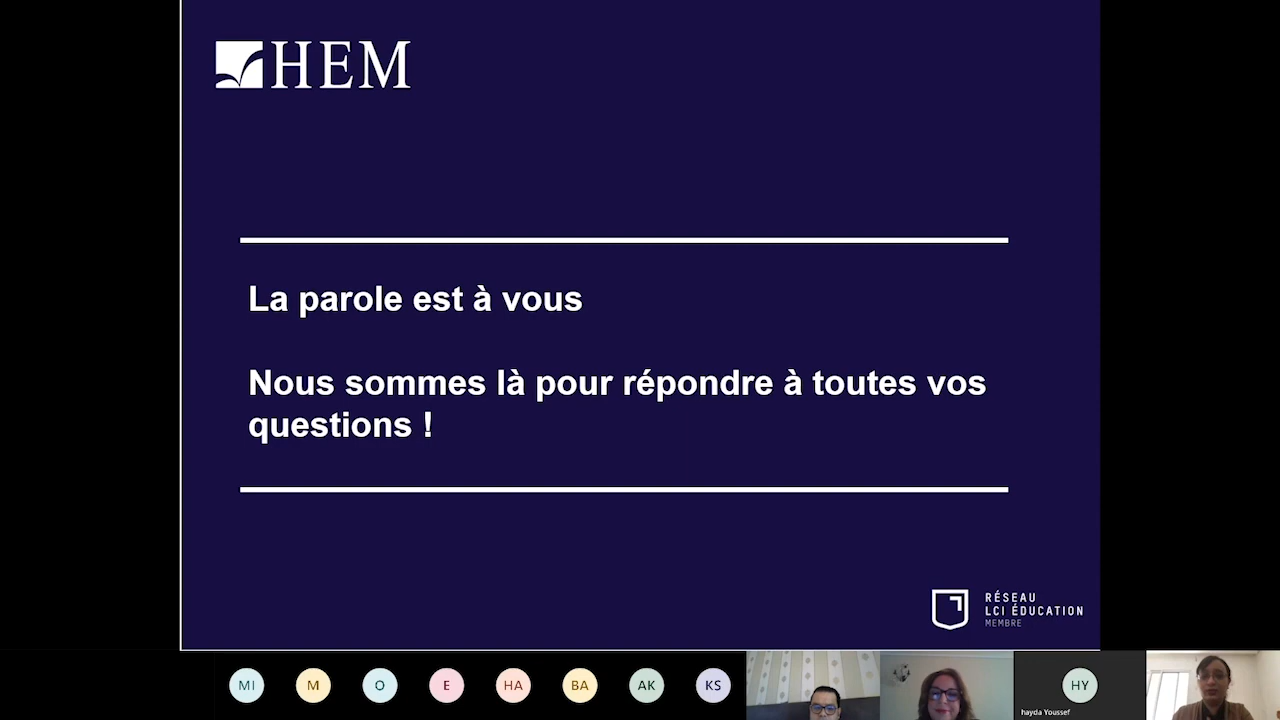 HEM
La parole est à vous
Nous sommes là pour répondre à toutes vos
questions !
RÉSEAU
LCI ÉDUCATION
MEMBRE
MI
M
O
E
HA
BA
AK
KS
HY
hayda Youssef